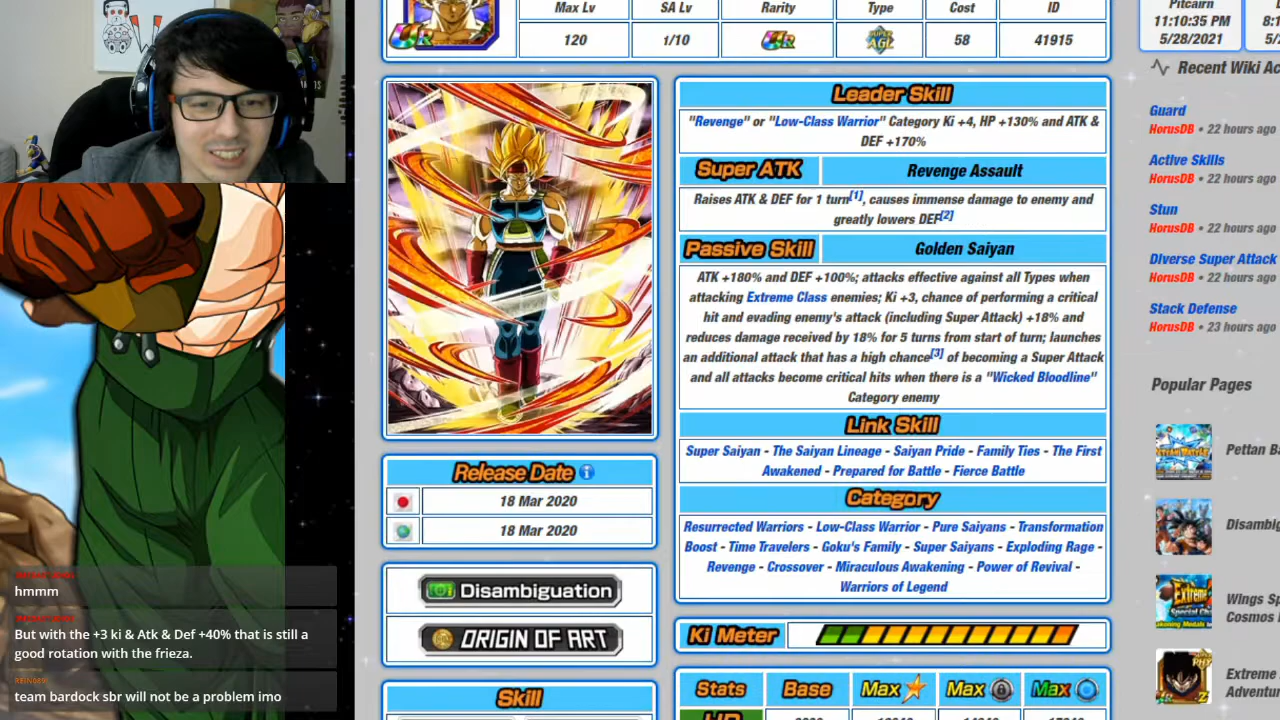 Max Lv
SA Lv
Rarity
Type
Cost
ID
120
1/10
UR
SUPER AGL
58
41915
Pitcairn
11:10:35 PM
5/28/2021
Leader Skill
"Revenge" or "Low-Class Warrior" Category Ki +4, HP +130% and ATK &
DEF +170%
Super ATK
Revenge Assault
Raises ATK & DEF for 1 turn[1], causes immense damage to enemy and
greatly lowers DEF[2]
Passive Skill
Golden Saiyan
ATK +180% and DEF +100%; attacks effective against all Types when
attacking Extreme Class enemies; Ki +3, chance of performing a critical
hit and evading enemy's attack (including Super Attack) +18% and
reduces damage received by 18% for 5 turns from start of turn; launches
an additional attack that has a high chance[3] of becoming a Super Attack
and all attacks become critical hits when there is a "Wicked Bloodline"
Category enemy
Link Skill
Super Saiyan - The Saiyan Lineage - Saiyan Pride - Family Ties - The First
Awakened - Prepared for Battle - Fierce Battle
Category
Resurrected Warriors - Low-Class Warrior - Pure Saiyans - Transformation
Boost - Time Travelers - Goku's Family - Super Saiyans - Exploding Rage -
Revenge - Crossover - Miraculous Awakening - Power of Revival -
Warriors of Legend
Ki Meter
Stats
Base
Max
Max
Max
Release Date
18 Mar 2020
18 Mar 2020
Disambiguation
ORIGIN OF ART
Skill
Recent Wiki Ac
Guard
HorusDB • 22 hours ago
Active Skills
HorusDB • 22 hours ago
Stun
HorusDB • 22 hours ago
DIverse Super Attack
HorusDB • 22 hours ago
Stack Defense
HorusDB • 23 hours ago
Popular Pages
Pettan Ba
Disambig
Wings Sp
Cosmos
Extreme
Adventur
hmmm
But with the +3 ki & Atk & Def +40% that is still a
good rotation with the frieza.
team bardock sbr will not be a problem imo